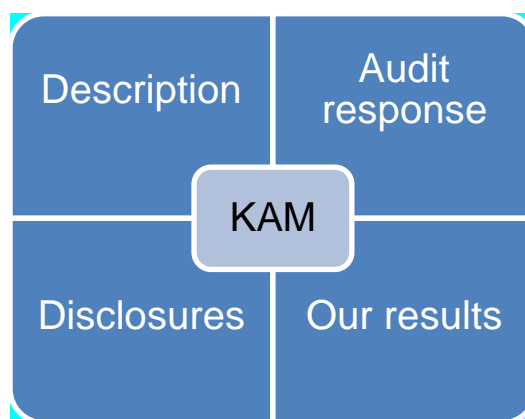 Description
Audit
response
KAM
Disclosures
Our results